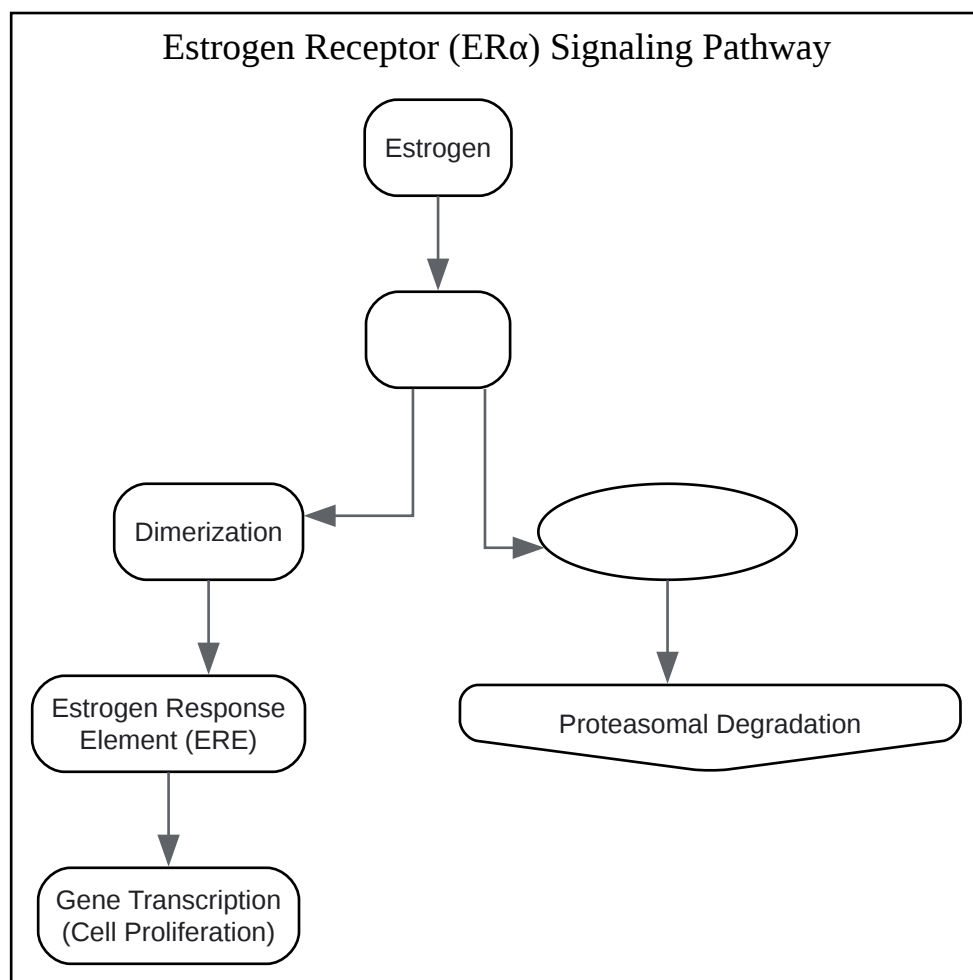 Estrogen Receptor (ERα) Signaling Pathway
Estrogen
Dimerization
Estrogen Response
Element (ERE)
Proteasomal Degradation
Gene Transcription
(Cell Proliferation)